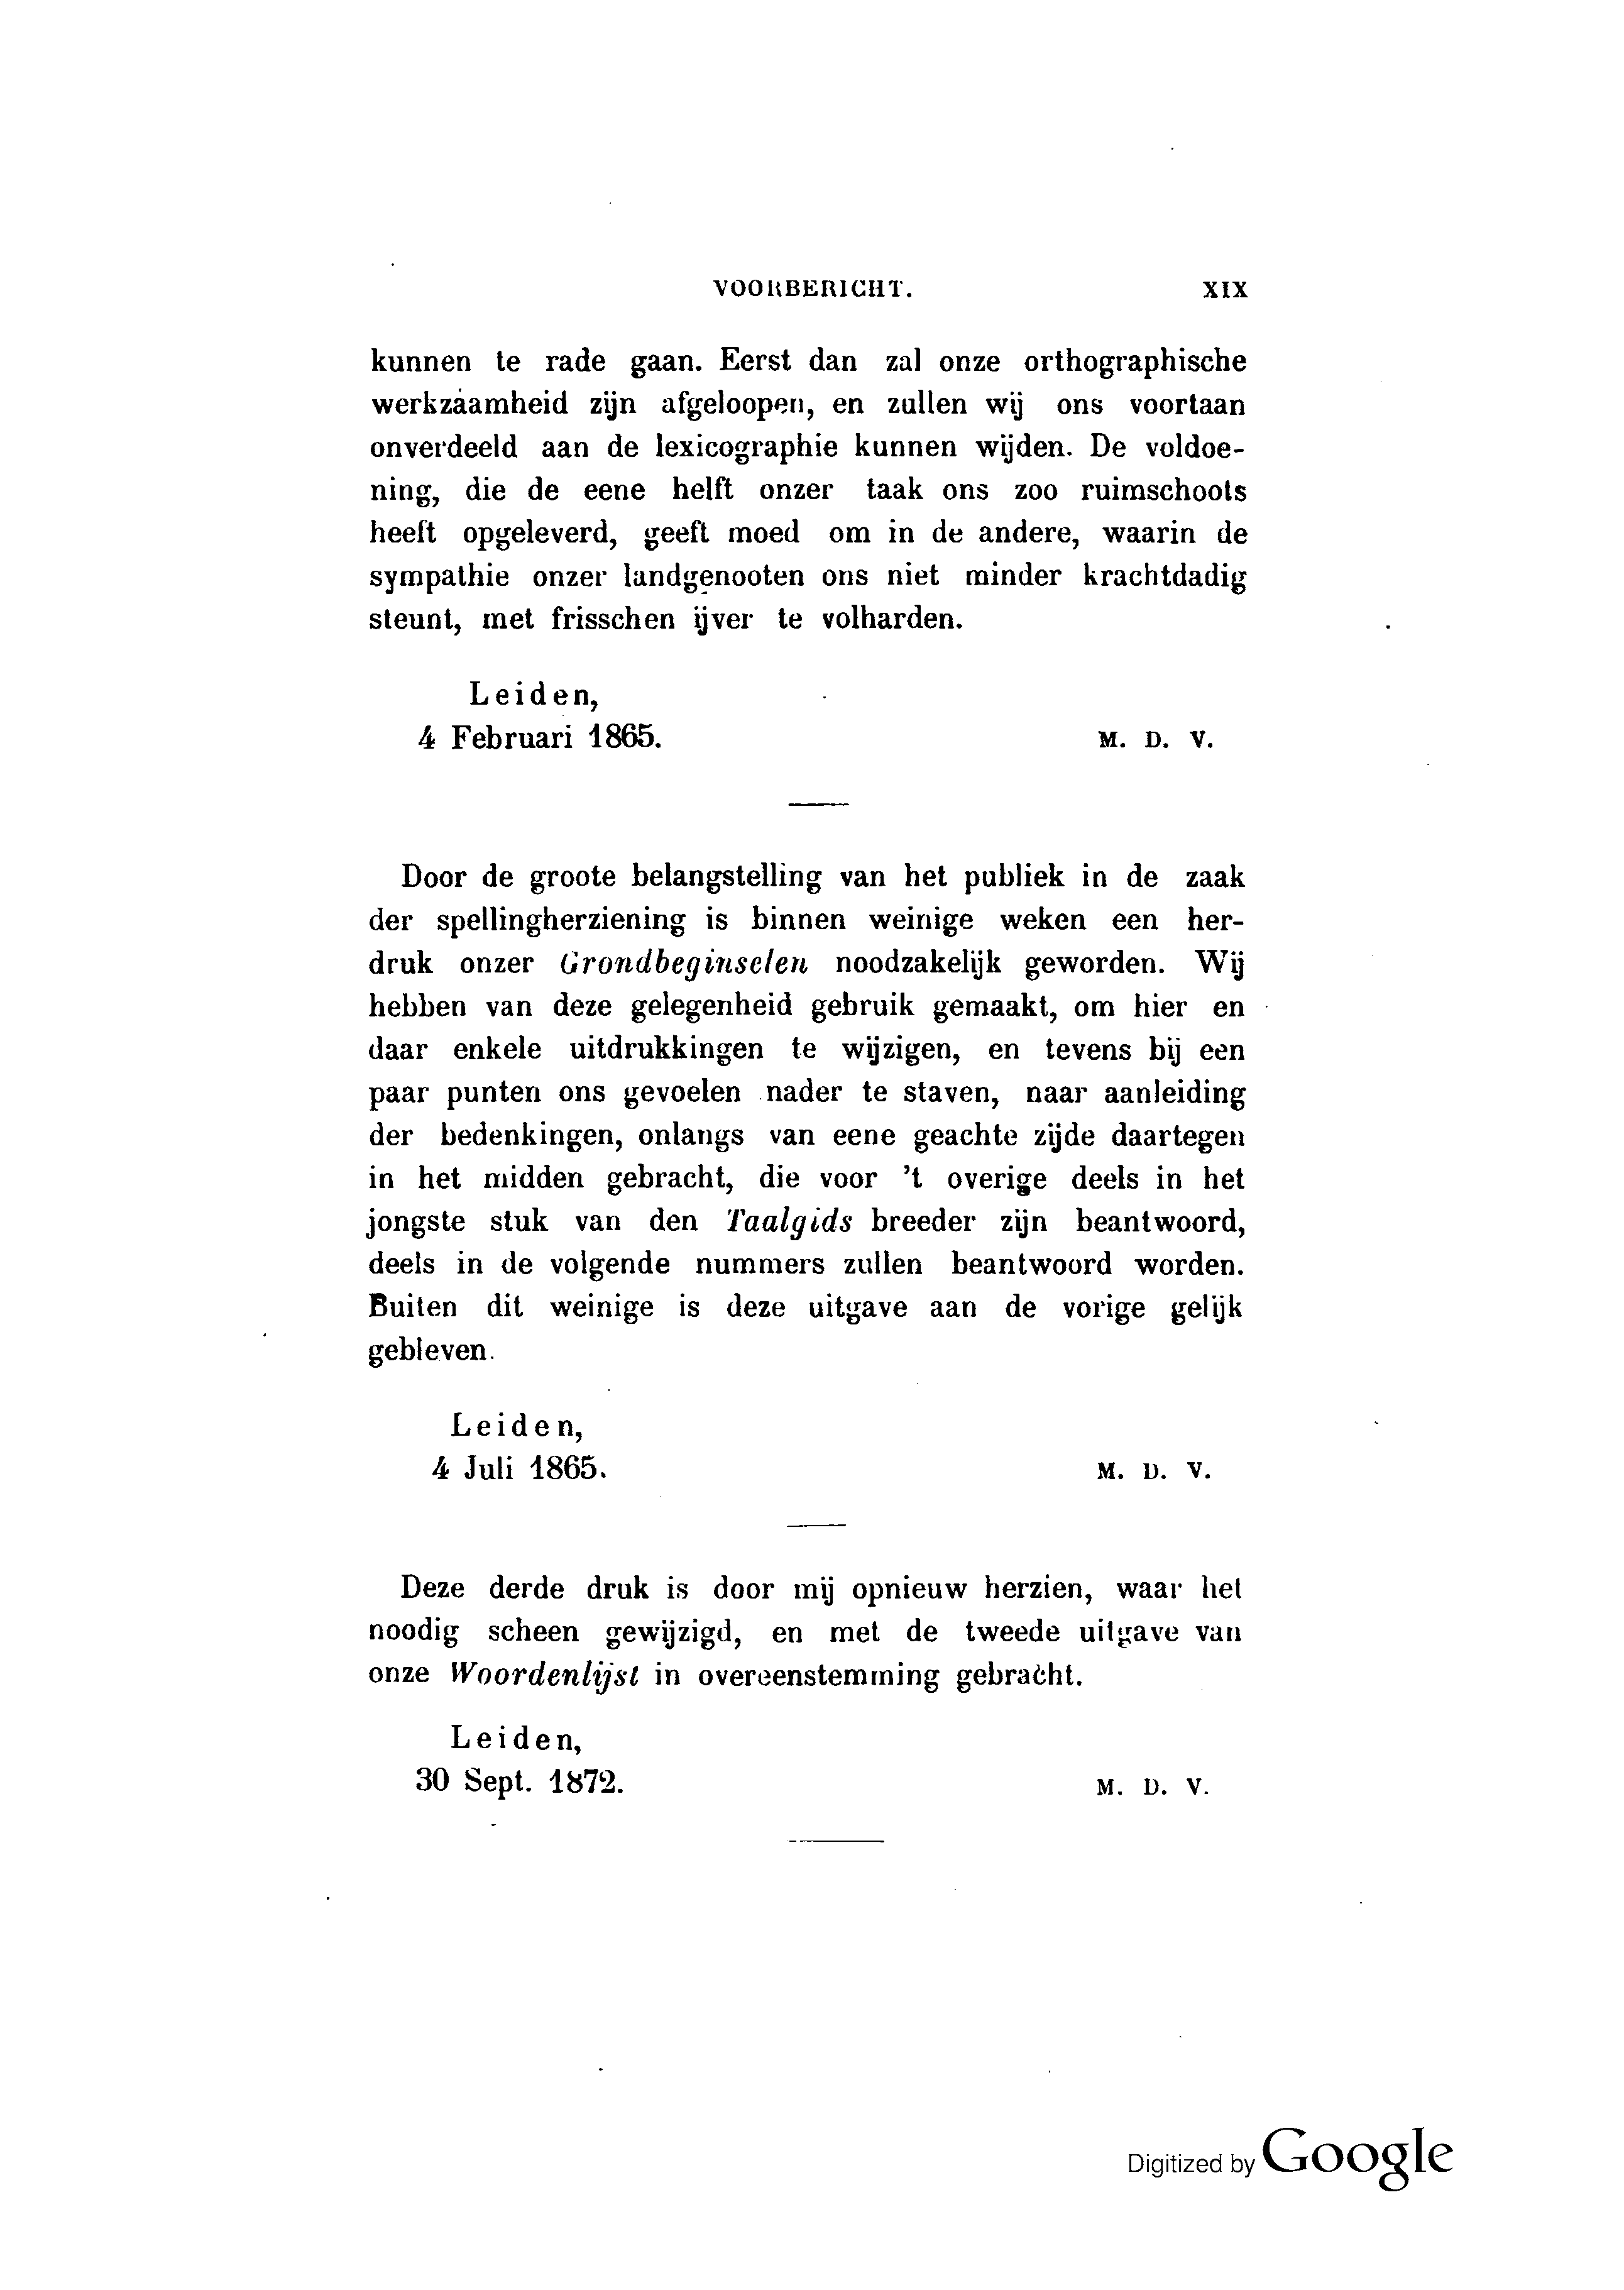 VOORBERICHT. XIX
kunnen te rade gaan. Eerst dan zal onze orthographische
werkzaamheid zijn afgeloopen, en zullen wij ons voortaan
onverdeeld aan de lexicographie kunnen wijden. De voldoe-
ning, die de eene helft onzer taak ons zoo ruimschoots
heeft opgeleverd, geeft moed om in de andere, waarin de
sympathie onzer landgenooten ons niet minder krachtdadig
steunt, met frisschen ijver te volharden.
Leiden,
4 Februari 1865. M. D. V.
Door de groote belangstelling van het publiek in de zaak
der spellingherziening is binnen weinige weken een her-
druk onzer Grondbeginselen noodzakelijk geworden. Wij
hebben van deze gelegenheid gebruik gemaakt, om hier en
daar enkele uitdrukkingen te wijzigen, en tevens bij een
paar punten ons gevoelen nader te staven, naar aanleiding
der bedenkingen, onlangs van eene geachte zijde daartegen
in het midden gebracht, die voor 't overige deels in het
jongste stuk van den Taalgids breeder zijn beantwoord,
deels in de volgende nummers zullen beantwoord worden.
Buiten dit weinige is deze uitgave aan de vorige gelijk
gebleven.
Leiden,
4 Juli 1865. M. D. V.
Deze derde druk is door mij opnieuw herzien, waar het
noodig scheen gewijzigd, en met de tweede uitgave van
onze Woordenlijst in overeenstemming gebracht.
Leiden,
30 Sept. 1872. M. D. V.
Digitized by Google